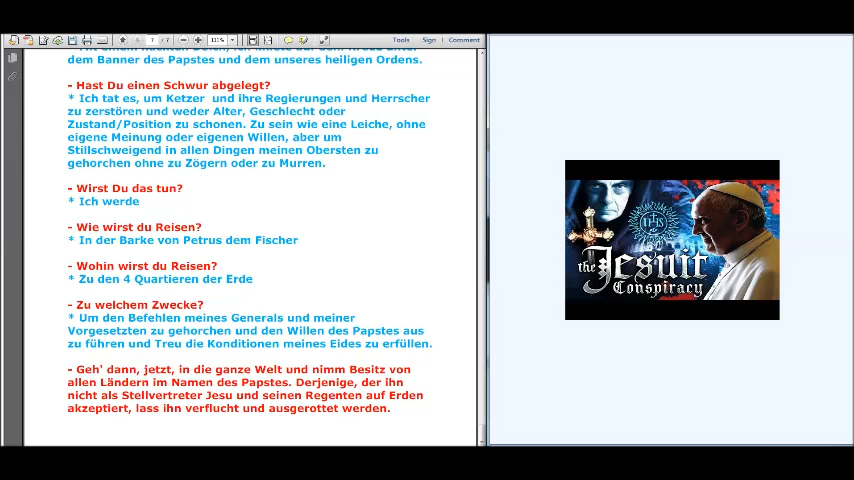 7 / 7
111%
Tools
Sign
Comment
dem Banner des Papstes und dem unseres heiligen Ordens.
- Hast Du einen Schwur abgelegt?
* Ich tat es, um Ketzer und ihre Regierungen und Herrscher
zu zerstören und weder Alter, Geschlecht oder
Zustand/Position zu schonen. Zu sein wie eine Leiche, ohne
eigene Meinung oder eigenen Willen, aber um
Stillschweigend in allen Dingen meinen Obersten zu
gehorchen ohne zu Zögern oder zu Murren.
- Wirst Du das tun?
* Ich werde
- Wie wirst du Reisen?
* In der Barke von Petrus dem Fischer
- Wohin wirst du Reisen?
* Zu den 4 Quartieren der Erde
- Zu welchem Zwecke?
* Um den Befehlen meines Generals und meiner
Vorgesetzten zu gehorchen und den Willen des Papstes aus
zu führen und Treu die Konditionen meines Eides zu erfüllen.
- Geh' dann, jetzt, in die ganze Welt und nimm Besitz von
allen Ländern im Namen des Papstes. Derjenige, der ihn
nicht als Stellvertreter Jesu und seinen Regenten auf Erden
akzeptiert, lass ihn verflucht und ausgerottet werden.
IHS
the Jesuit
Conspiracy